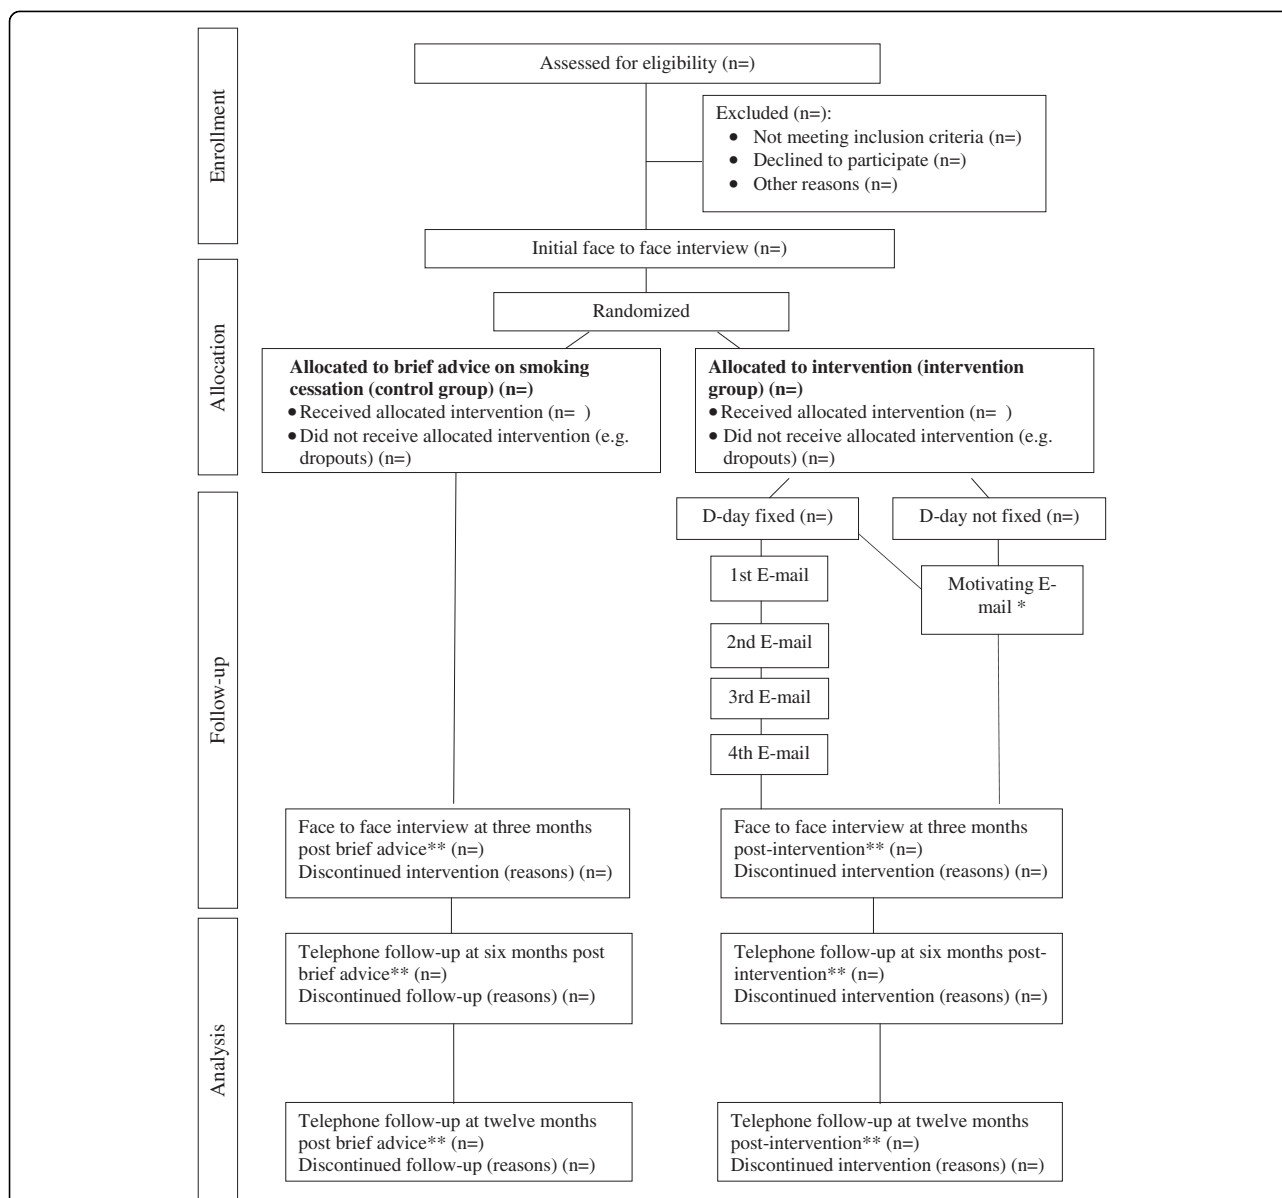 Enrollment
Assessed for eligibility (n=)
Excluded (n=):
• Not meeting inclusion criteria (n=)
• Declined to participate (n=)
• Other reasons (n=)
Initial face to face interview (n=)
Allocation
Randomized
Allocated to brief advice on smoking
cessation (control group) (n=)
• Received allocated intervention (n= )
• Did not receive allocated intervention (e.g.
dropouts) (n=)
Allocated to intervention (intervention
group) (n=)
• Received allocated intervention (n= )
• Did not receive allocated intervention (e.g.
dropouts) (n=)
Follow-up
D-day fixed (n=)
D-day not fixed (n=)
1st E-mail
2nd E-mail
3rd E-mail
4th E-mail
Motivating E-
mail *
Face to face interview at three months
post brief advice** (n=)
Discontinued intervention (reasons) (n=)
Face to face interview at three months
post-intervention** (n=)
Discontinued intervention (reasons) (n=)
Analysis
Telephone follow-up at six months post
brief advice** (n=)
Discontinued follow-up (reasons) (n=)
Telephone follow-up at six months post-
intervention** (n=)
Discontinued intervention (reasons) (n=)
Telephone follow-up at twelve months
post brief advice** (n=)
Discontinued follow-up (reasons) (n=)
Telephone follow-up at twelve months
post-intervention** (n=)
Discontinued intervention (reasons) (n=)